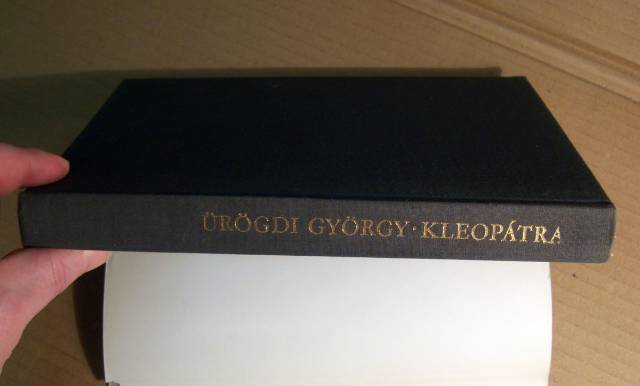 ÜRÖGDI GYÖRGY · KLEOPÁTRA